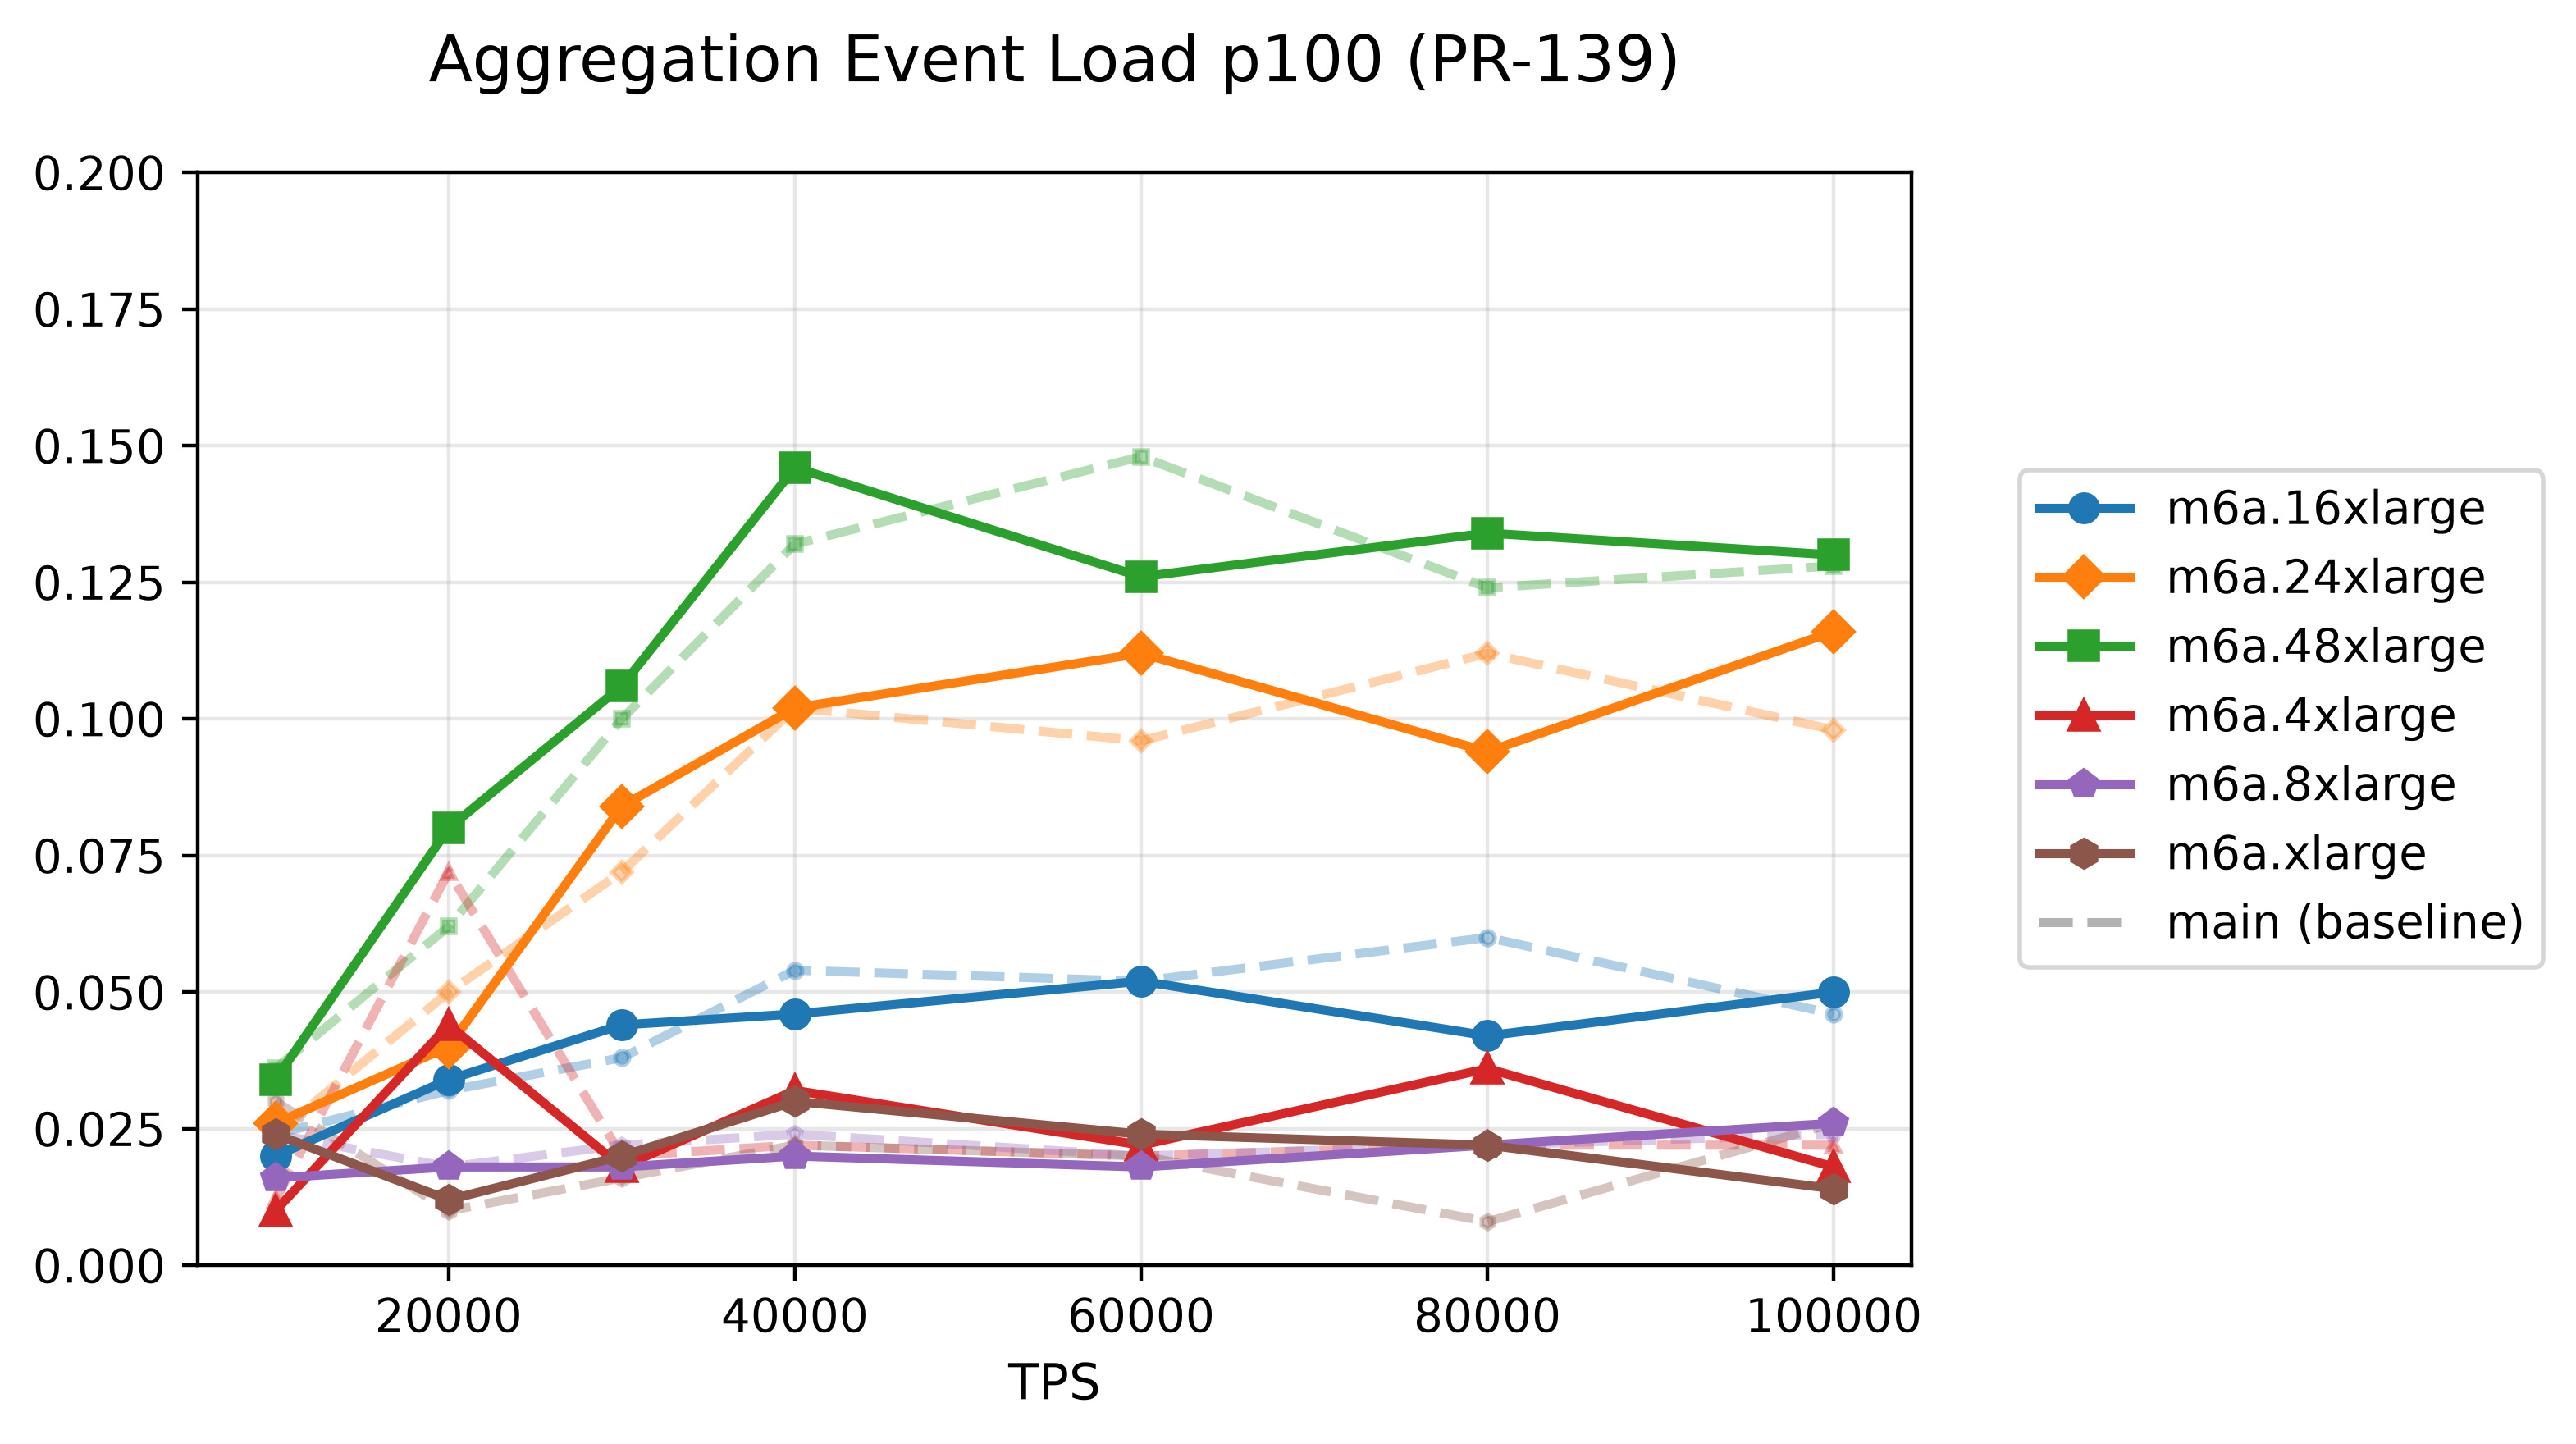 Aggregation Event Load p100 (PR-139)
0.200
0.175
0.150
0.125
0.100
0.075
0.050
0.025
0.000
20000 40000 60000 80000 100000
TPS
m6a.16xlarge
m6a.24xlarge
m6a.48xlarge
m6a.4xlarge
m6a.8xlarge
m6a.xlarge
main (baseline)